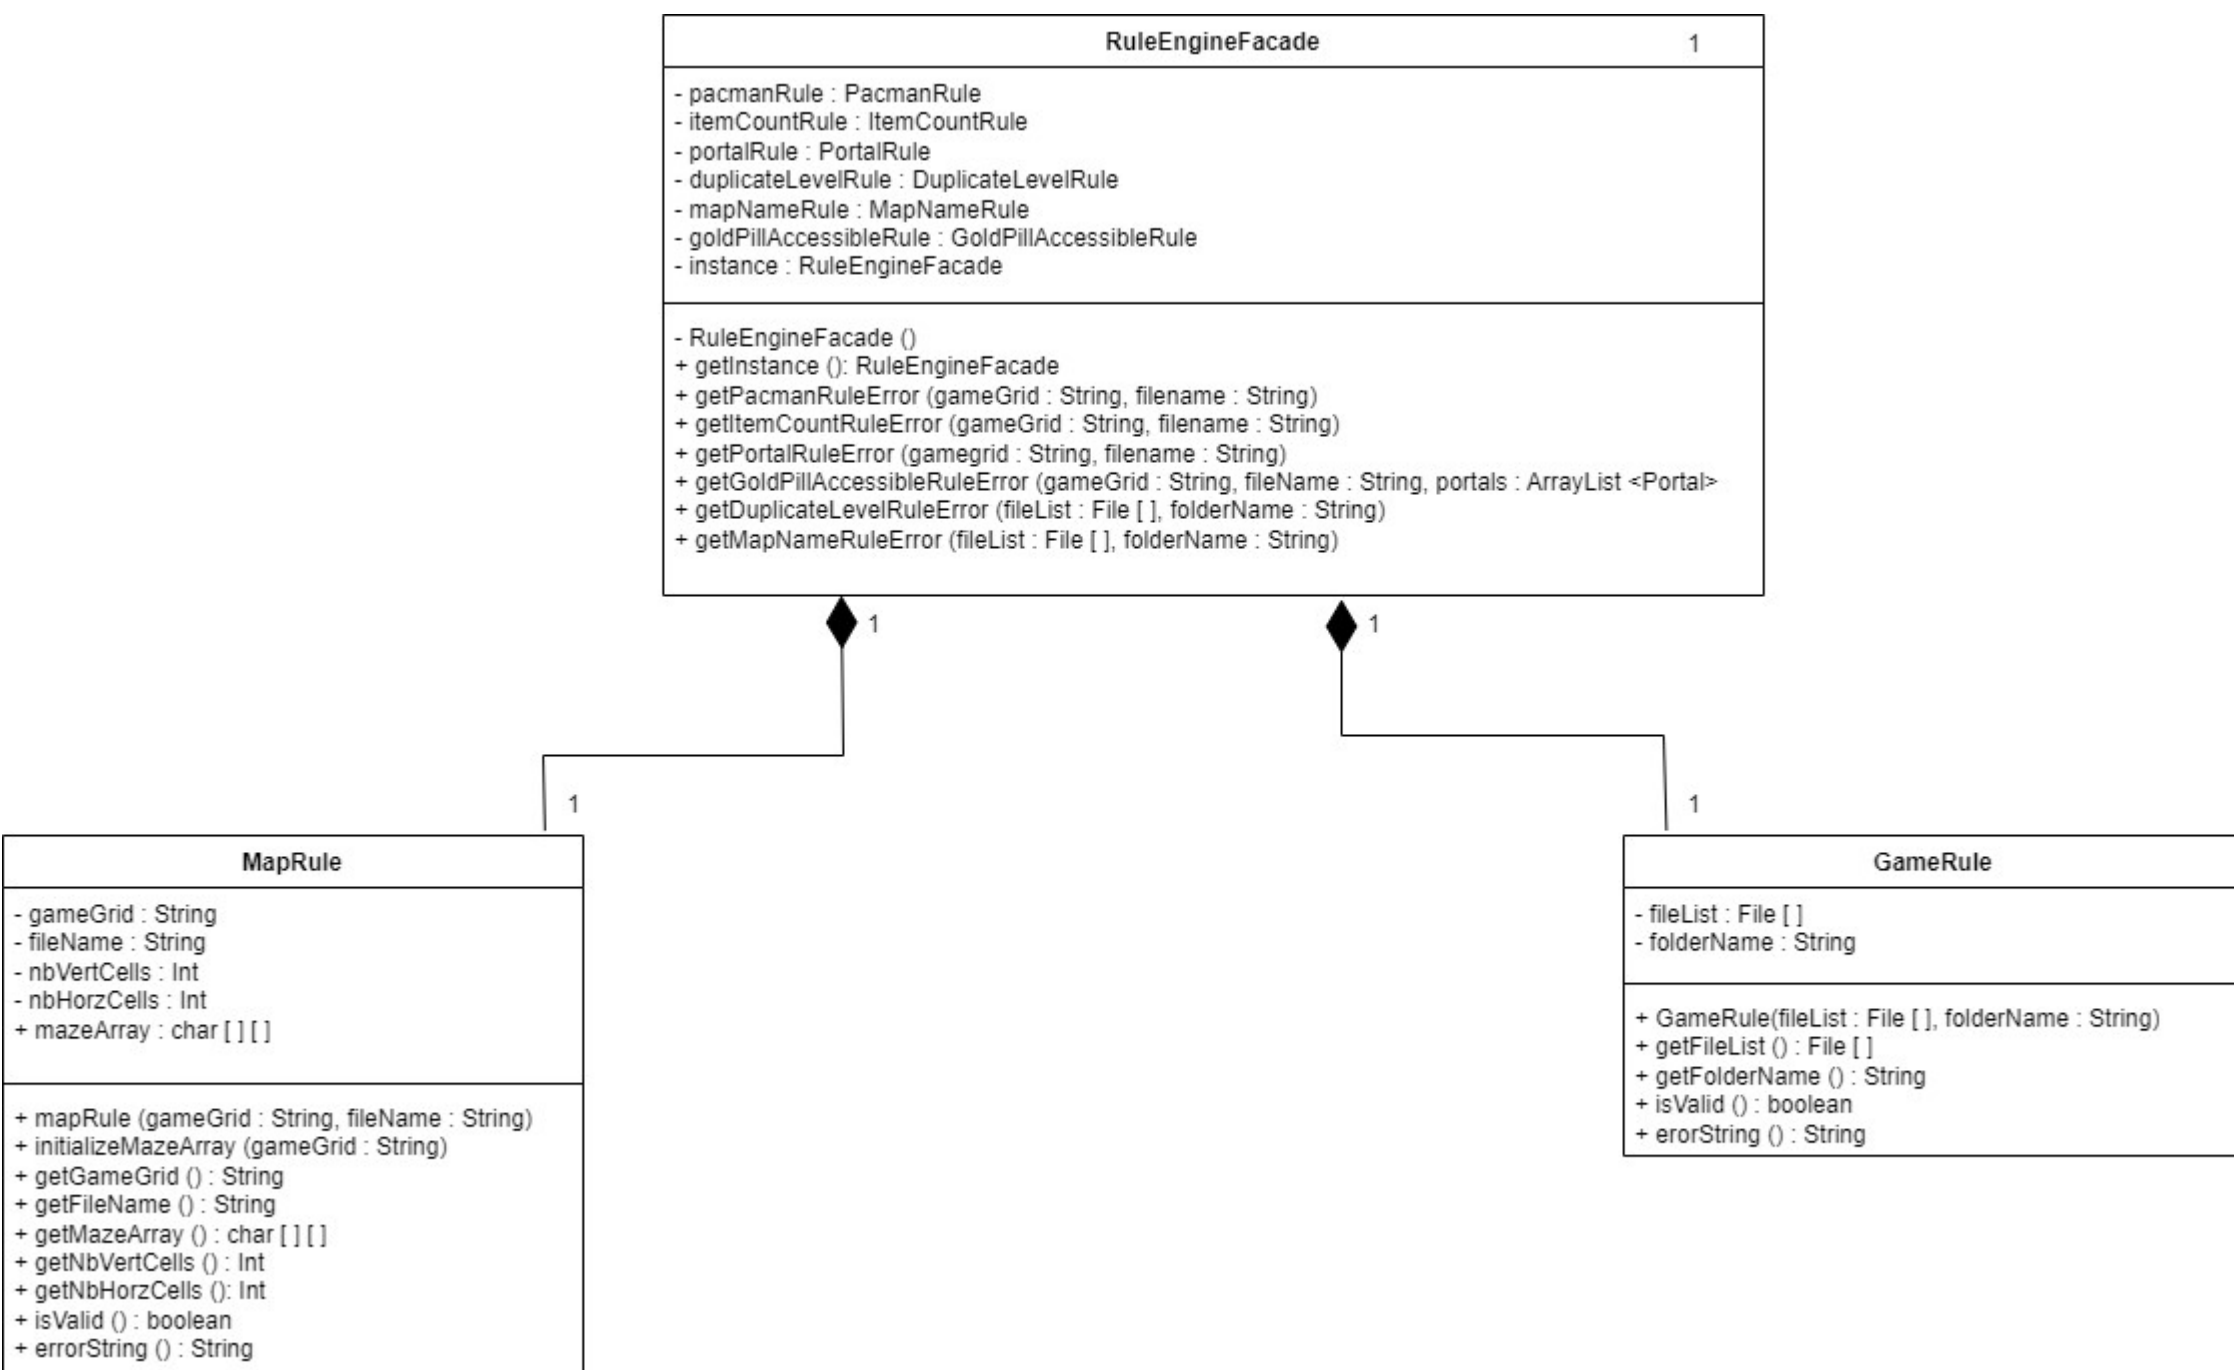 RuleEngineFacade 1
- pacmanRule : PacmanRule
- itemCountRule : ItemCountRule
- portalRule : PortalRule
- duplicateLevelRule : DuplicateLevelRule
- mapNameRule : MapNameRule
- goldPillAccessibleRule : GoldPillAccessibleRule
- instance : RuleEngineFacade
- RuleEngineFacade ()
+ getInstance (): RuleEngineFacade
+ getPacmanRuleError (gameGrid : String, filename : String)
+ getItemCountRuleError (gameGrid : String, filename : String)
+ getPortalRuleError (gamegrid : String, filename : String)
+ getGoldPillAccessibleRuleError (gameGrid : String, fileName : String, portals : ArrayList <Portal>
+ getDuplicateLevelRuleError (fileList : File [ ], folderName : String)
+ getMapNameRuleError (fileList : File [ ], folderName : String)
1
1
1
1
MapRule
- gameGrid : String
- fileName : String
- nbVertCells : Int
- nbHorzCells : Int
+ mazeArray : char [ ] [ ]
+ mapRule (gameGrid : String, fileName : String)
+ initializeMazeArray (gameGrid : String)
+ getGameGrid () : String
+ getFileName () : String
+ getMazeArray () : char [ ] [ ]
+ getNbVertCells () : Int
+ getNbHorzCells (): Int
+ isValid () : boolean
+ errorString () : String
GameRule
- fileList : File [ ]
- folderName : String
+ GameRule(fileList : File [ ], folderName : String)
+ getFileList () : File [ ]
+ getFolderName () : String
+ isValid () : boolean
+ erorString () : String